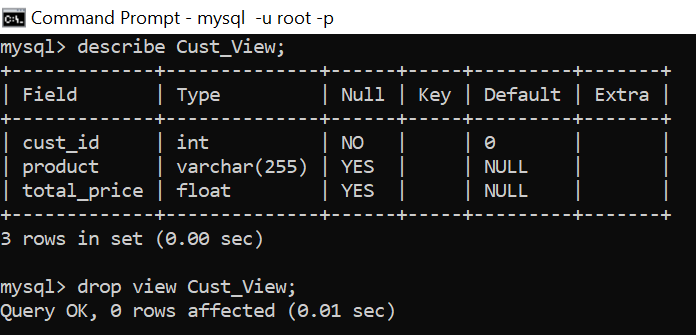 Command Prompt - mysql  -u root -p
mysql> describe Cust_View;
+-------------+--------------+------+-----+---------+-------+
| Field       | Type         | Null | Key | Default | Extra |
+-------------+--------------+------+-----+---------+-------+
| cust_id     | int          | NO   |     | 0       |       |
| product     | varchar(255) | YES  |     | NULL    |       |
| total_price | float        | YES  |     | NULL    |       |
+-------------+--------------+------+-----+---------+-------+
3 rows in set (0.00 sec)

mysql> drop view Cust_View;
Query OK, 0 rows affected (0.01 sec)